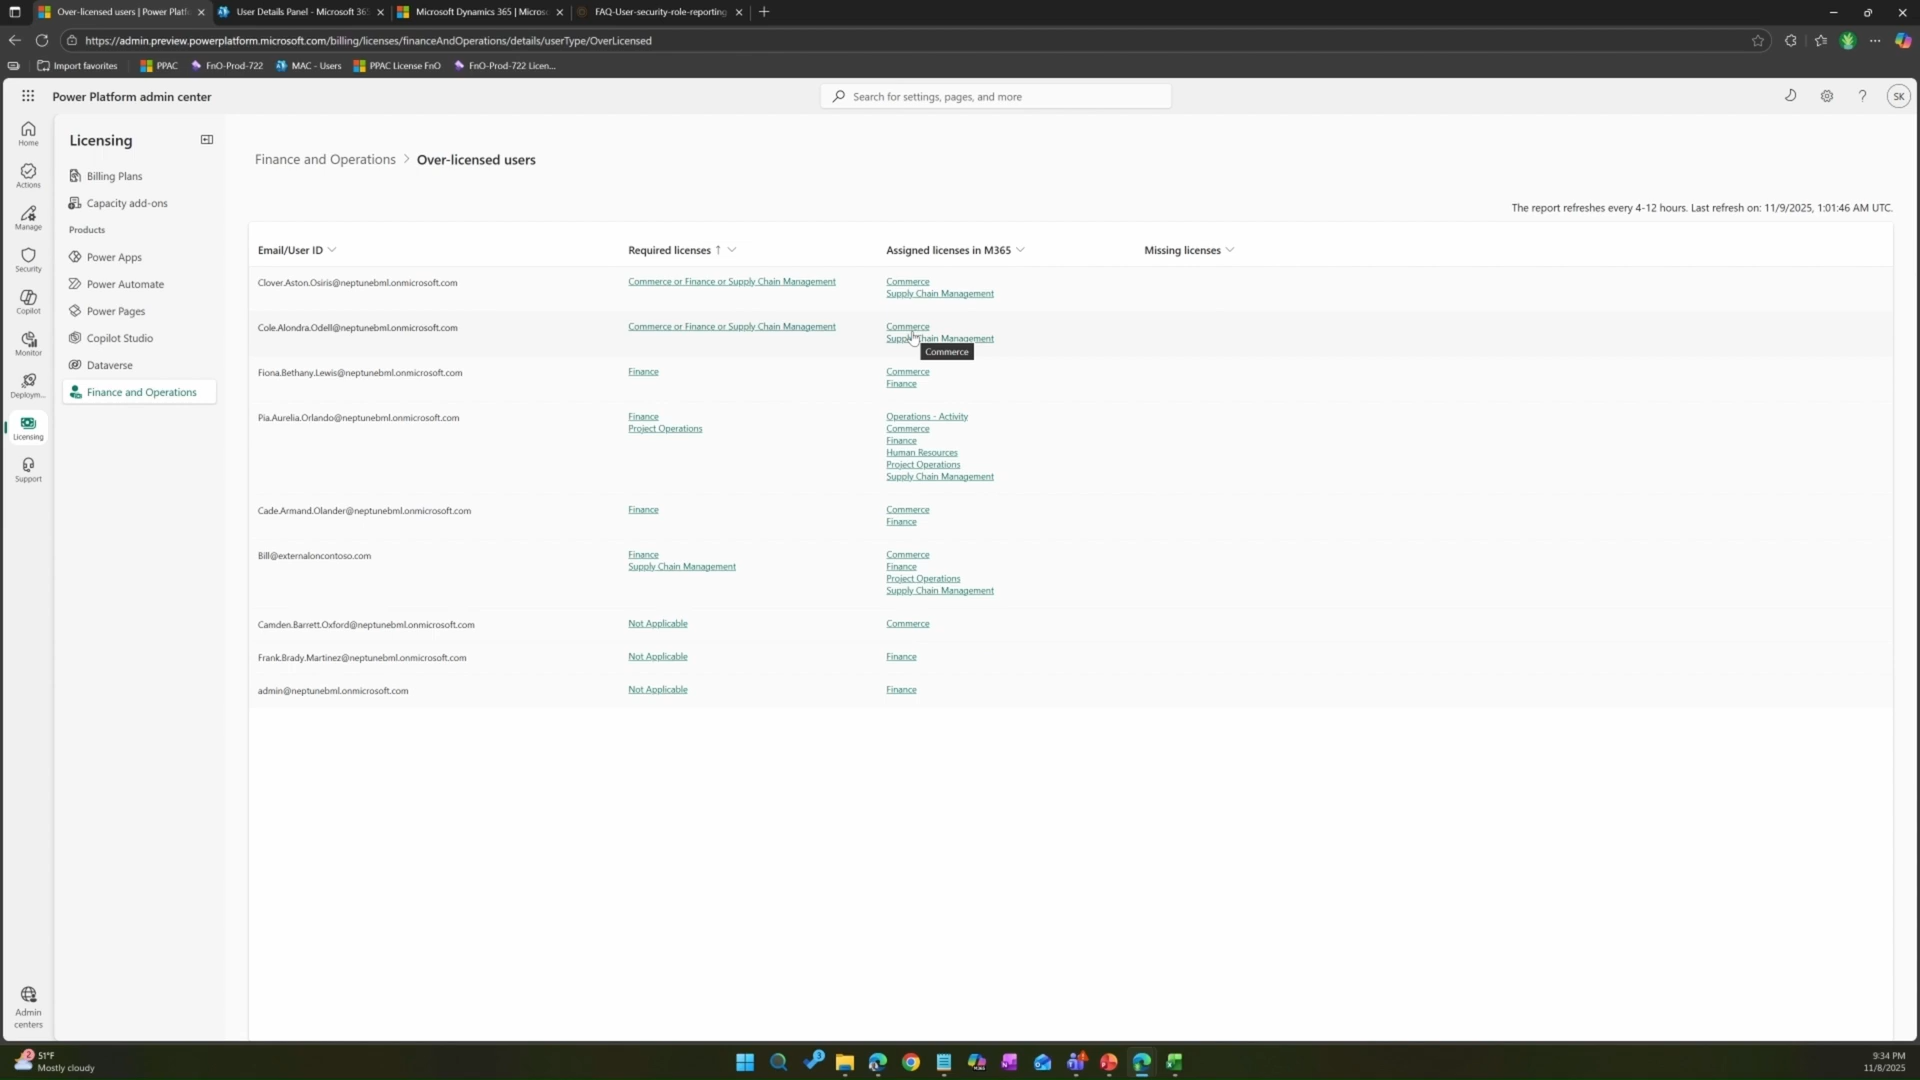 Over-licensed users | Power Platf
User Details Panel - Microsoft 36
Microsoft Dynamics 365 | Micros
FAQ-User-security-role-reporting
https://admin.preview.powerplatform.microsoft.com/billing/licenses/financeAndOperations/details/userType/OverLicensed
Import favorites
PPAC
FnO-Prod-722
MAC - Users
PPAC License FnO
FnO-Prod-722 Licen...
Power Platform admin center
Search for settings, pages, and more
SK
Home
Actions
Manage
Security
Copilot
Monitor
Deploym...
Licensing
Support
Admin
centers
Licensing
Billing Plans
Capacity add-ons
Products
Power Apps
Power Automate
Power Pages
Copilot Studio
Dataverse
Finance and Operations
Finance and Operations > Over-licensed users
The report refreshes every 4-12 hours. Last refresh on: 11/9/2025, 1:01:46 AM UTC.
Email/User ID
Required licenses ↑
Assigned licenses in M365
Missing licenses
Clover.Aston.Osiris@neptunebml.onmicrosoft.com
Commerce or Finance or Supply Chain Management
Commerce
Supply Chain Management
Cole.Alondra.Odell@neptunebml.onmicrosoft.com
Commerce or Finance or Supply Chain Management
Commerce
Supply Chain Management
Commerce
Fiona.Bethany.Lewis@neptunebml.onmicrosoft.com
Finance
Commerce
Finance
Pia.Aurelia.Orlando@neptunebml.onmicrosoft.com
Finance
Project Operations
Operations - Activity
Commerce
Finance
Human Resources
Project Operations
Supply Chain Management
Cade.Armand.Olander@neptunebml.onmicrosoft.com
Finance
Commerce
Finance
Bill@externaloncontoso.com
Finance
Supply Chain Management
Commerce
Finance
Project Operations
Supply Chain Management
Camden.Barrett.Oxford@neptunebml.onmicrosoft.com
Not Applicable
Commerce
Frank.Brady.Martinez@neptunebml.onmicrosoft.com
Not Applicable
Finance
admin@neptunebml.onmicrosoft.com
Not Applicable
Finance
2
51°F
Mostly cloudy
3
9:34 PM
11/8/2025